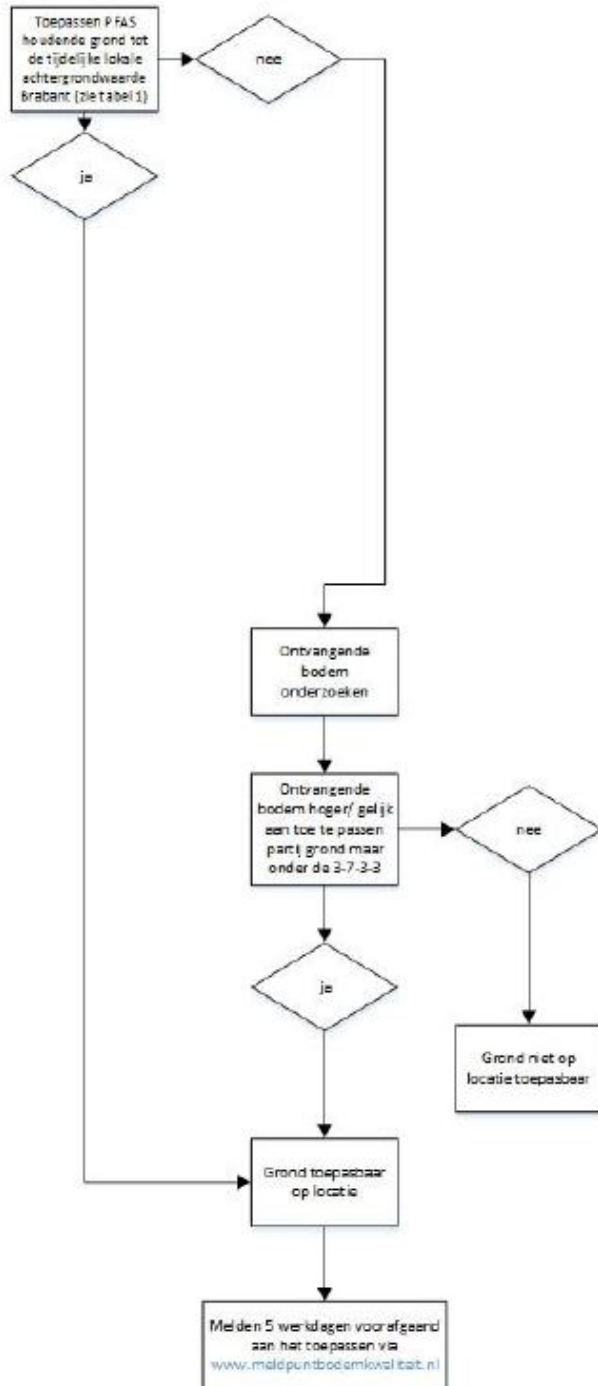 Toepassen PFAS
houdende grond tot
de tijdelijke lokale
achtergrondwaarde
Brabant (zie tabel 1)
nee
ja
Ontvangende
bodem
onderzoeken
Ontvangende
bodem hoger/ gelijk
aan toe te passen
partij grond maar
onder de 3-7-3-3
nee
ja
Grond niet op
locatie toepasbaar
Grond toepasbaar
op locatie
Melden 5 werkdagen voorafgaand
aan het toepassen via
www.meldpuntbodemkwaliteit.nl